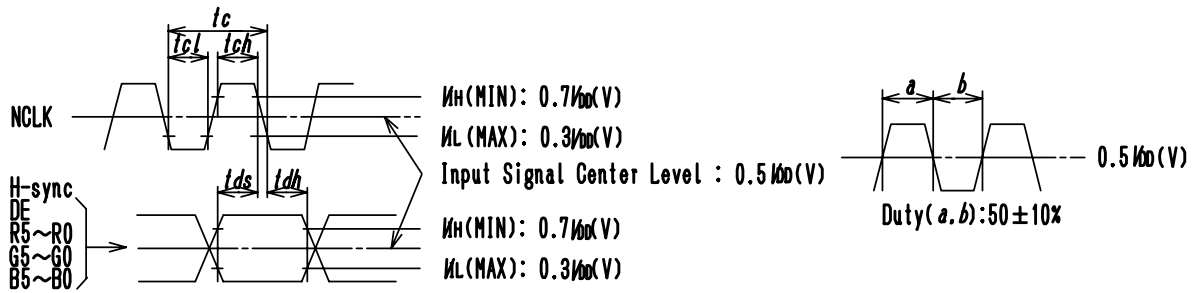 tc
tcl tch
NCLK
VIH(MIN): 0.7VDD(V)
VIL(MAX): 0.3VDD(V)
Input Signal Center Level : 0.5VDD(V)
tds tdh
H-sync
DE
R5~R0
G5~G0
B5~B0
VIH(MIN): 0.7VDD(V)
VIL(MAX): 0.3VDD(V)
a b
0.5VDD(V)
Duty(a.b):50±10%